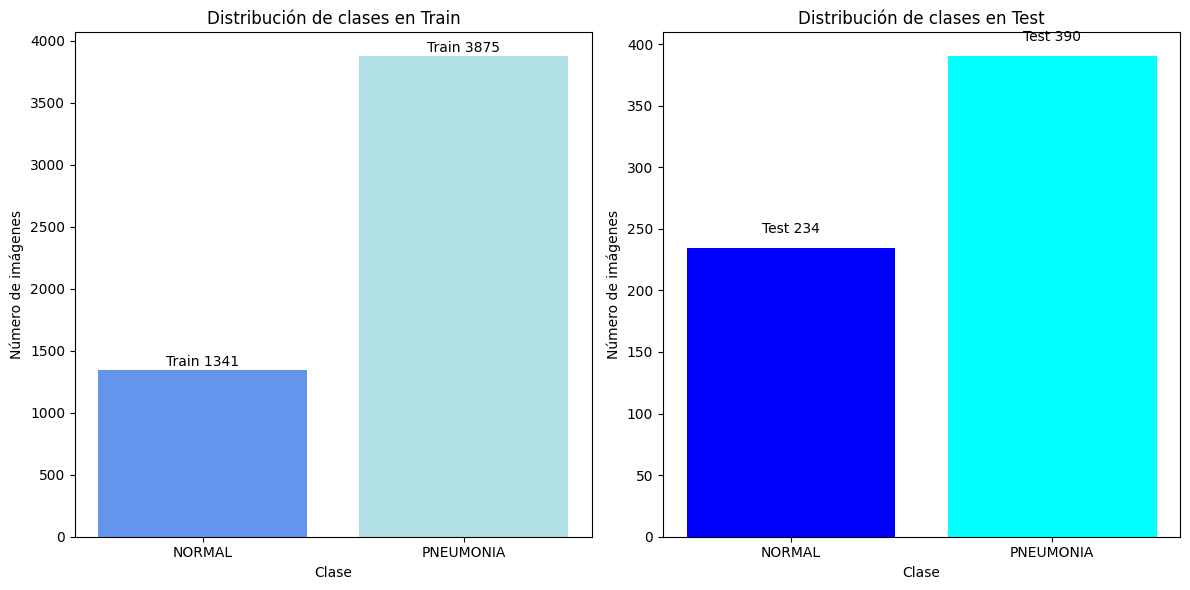 Distribución de clases en Train
Número de imágenes
4000
3500
3000
2500
2000
1500
1000
500
0
Train 1341
Train 3875
NORMAL
PNEUMONIA
Clase
Distribución de clases en Test
Número de imágenes
400
350
300
250
200
150
100
50
0
Test 234
Test 390
NORMAL
PNEUMONIA
Clase